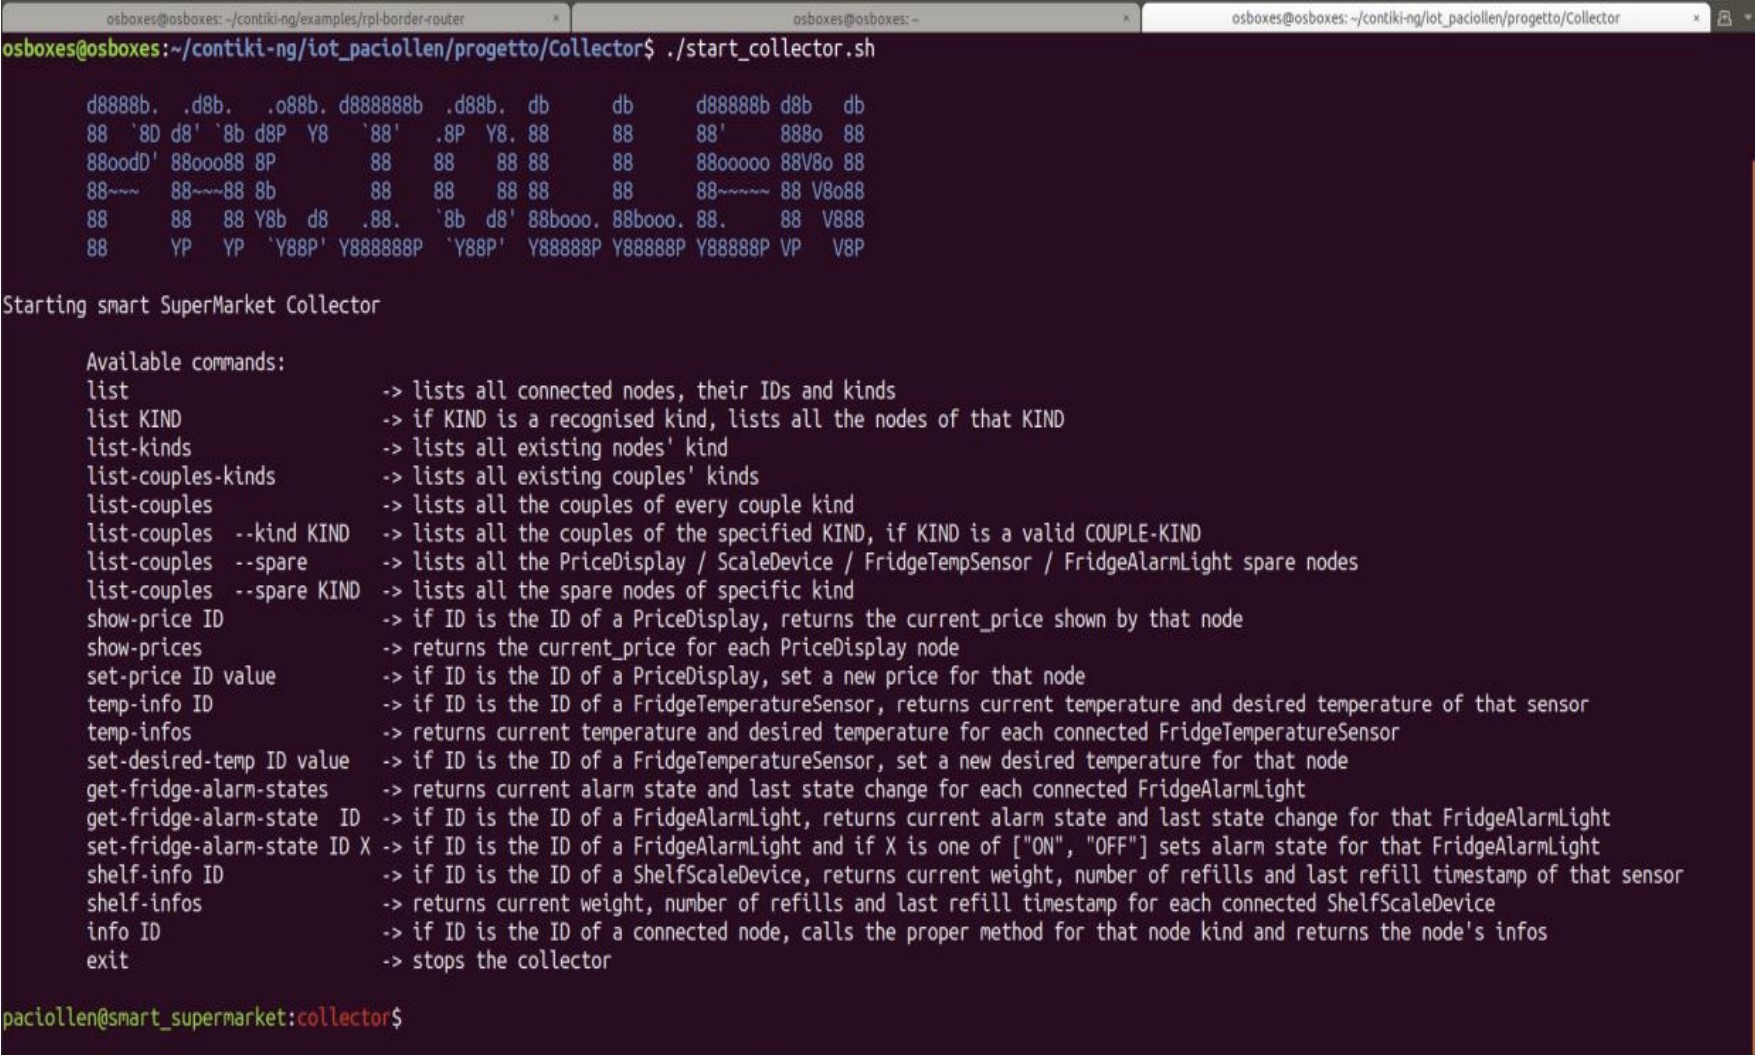 osboxes@osboxes: ~/contiki-ng/examples/rpl-border-router × osboxes@osboxes: ~ × osboxes@osboxes: ~/contiki-ng/iot_paciollen/progetto/Collector ×
osboxes@osboxes:~/contiki-ng/iot_paciollen/progetto/Collector$ ./start_collector.sh
d8888b.  .d8b.   .o88b. d888888b  .d88b.  db      db      d88888b d8b   db
88  `8D d8' `8b d8P  Y8   `88'   .8P  Y8. 88      88      88'     888o  88
88oodD' 88ooo88 8P         88    88    88 88      88      88ooooo 88V8o 88
88~~~   88~~~88 8b         88    88    88 88      88      88~~~~~ 88 V8o88
88      88   88 Y8b  d8   .88.   `8b  d8' 88booo. 88booo. 88.     88  V888
88      YP   YP  `Y88P' Y888888P  `Y88P'  Y88888P Y88888P Y88888P VP   V8P
Starting smart SuperMarket Collector
Available commands:
list                        -> lists all connected nodes, their IDs and kinds
list KIND                   -> if KIND is a recognised kind, lists all the nodes of that KIND
list-kinds                  -> lists all existing nodes' kind
list-couples-kinds          -> lists all existing couples' kinds
list-couples                -> lists all the couples of every couple kind
list-couples  --kind KIND   -> lists all the couples of the specified KIND, if KIND is a valid COUPLE-KIND
list-couples  --spare       -> lists all the PriceDisplay / ScaleDevice / FridgeTempSensor / FridgeAlarmLight spare nodes
list-couples  --spare KIND  -> lists all the spare nodes of specific kind
show-price ID               -> if ID is the ID of a PriceDisplay, returns the current_price shown by that node
show-prices                 -> returns the current_price for each PriceDisplay node
set-price ID value          -> if ID is the ID of a PriceDisplay, set a new price for that node
temp-info ID                -> if ID is the ID of a FridgeTemperatureSensor, returns current temperature and desired temperature of that sensor
temp-infos                  -> returns current temperature and desired temperature for each connected FridgeTemperatureSensor
set-desired-temp ID value   -> if ID is the ID of a FridgeTemperatureSensor, set a new desired temperature for that node
get-fridge-alarm-states     -> returns current alarm state and last state change for each connected FridgeAlarmLight
get-fridge-alarm-state  ID  -> if ID is the ID of a FridgeAlarmLight, returns current alarm state and last state change for that FridgeAlarmLight
set-fridge-alarm-state ID X -> if ID is the ID of a FridgeAlarmLight and if X is one of ["ON", "OFF"] sets alarm state for that FridgeAlarmLight
shelf-info ID               -> if ID is the ID of a ShelfScaleDevice, returns current weight, number of refills and last refill timestamp of that sensor
shelf-infos                 -> returns current weight, number of refills and last refill timestamp for each connected ShelfScaleDevice
info ID                     -> if ID is the ID of a connected node, calls the proper method for that node kind and returns the node's infos
exit                        -> stops the collector
paciollen@smart_supermarket:collector$